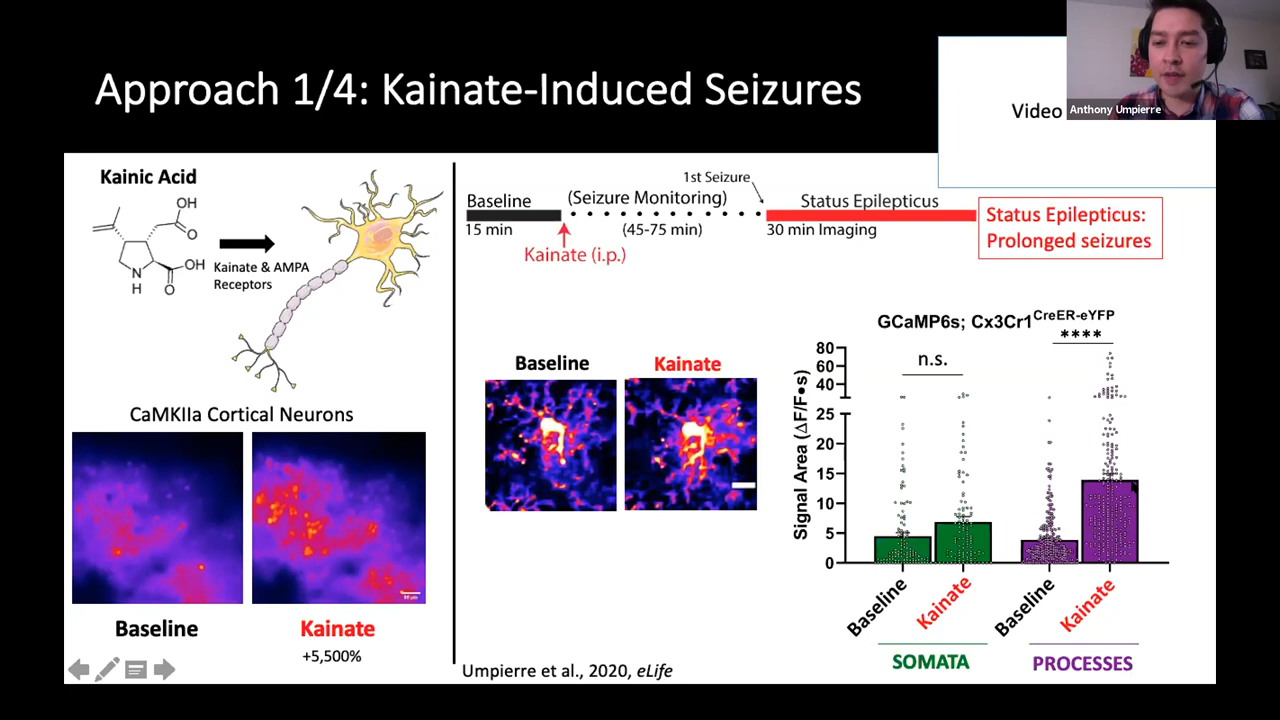 Approach 1/4: Kainate-Induced Seizures
Video
Anthony Umpierre
Kainic Acid
OH
O
OH
O
N
H
Kainate & AMPA
Receptors
CaMKIIa Cortical Neurons
Baseline
Kainate
+5,500%
1st Seizure
Baseline
(Seizure Monitoring)
Status Epilepticus
15 min
(45-75 min)
30 min Imaging
Kainate (i.p.)
Status Epilepticus:
Prolonged seizures
Baseline
Kainate
GCaMP6s; Cx3Cr1CreER-eYFP
****
n.s.
Signal Area (ΔF/F•s)
80
60
40
25
20
15
10
5
0
Baseline
Kainate
Baseline
Kainate
SOMATA
PROCESSES
Umpierre et al., 2020, eLife